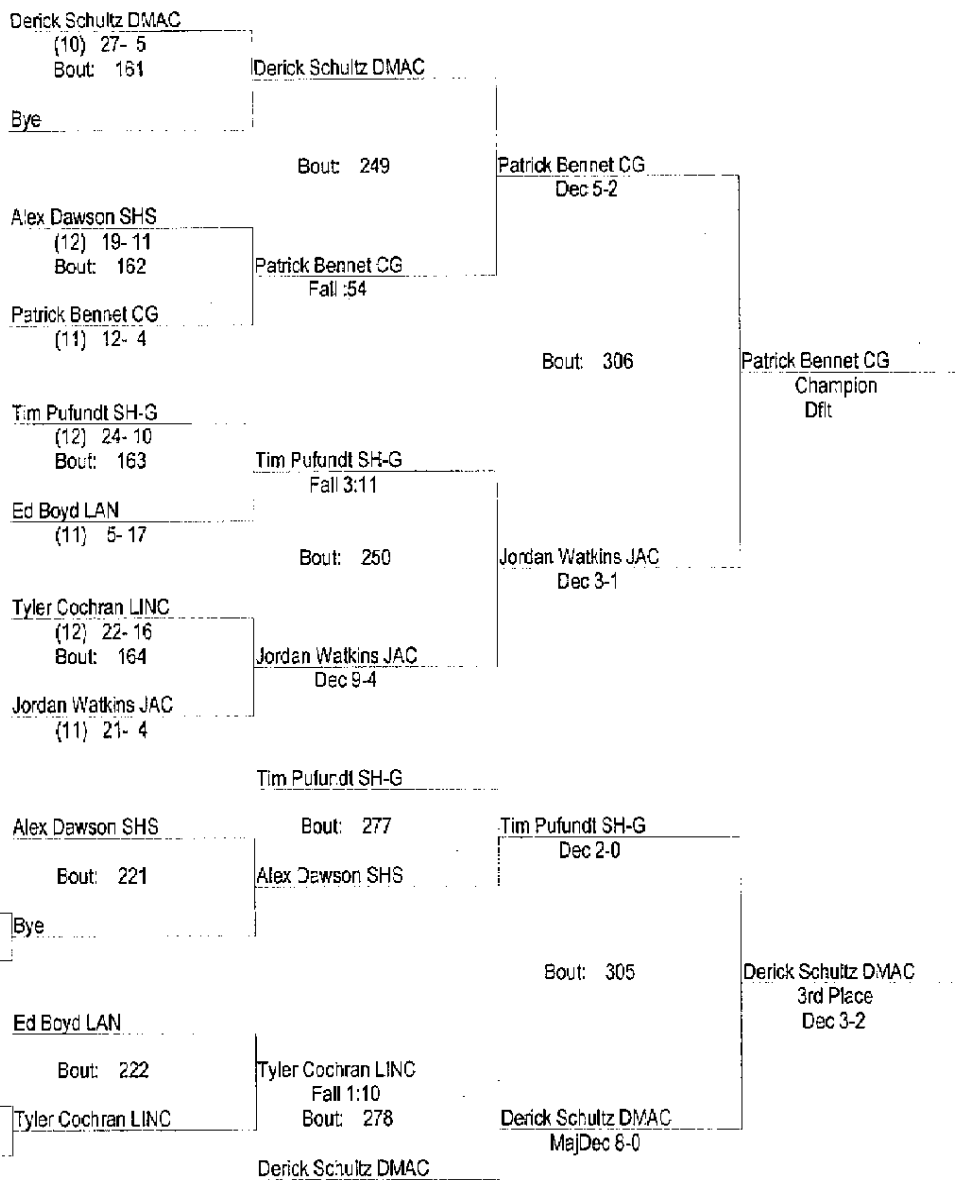 Derick Schultz DMAC
(10) 27- 5
Bout: 161
Derick Schultz DMAC
Bye
Bout: 249
Patrick Bennet CG
Dec 5-2
Alex Dawson SHS
(12) 19- 11
Bout: 162
Patrick Bennet CG
Fall :54
Patrick Bennet CG
(11) 12- 4
Bout: 306
Patrick Bennet CG
Champion
Dflt
Tim Pufundt SH-G
(12) 24- 10
Bout: 163
Tim Pufundt SH-G
Fall 3:11
Ed Boyd LAN
(11) 5- 17
Bout: 250
Jordan Watkins JAC
Dec 3-1
Tyler Cochran LINC
(12) 22- 16
Bout: 164
Jordan Watkins JAC
Dec 9-4
Jordan Watkins JAC
(11) 21- 4
Tim Pufundt SH-G
Alex Dawson SHS
Bout: 277
Tim Pufundt SH-G
Dec 2-0
Bout: 221
Alex Dawson SHS
Bye
Bout: 305
Derick Schultz DMAC
3rd Place
Dec 3-2
Ed Boyd LAN
Bout: 222
Tyler Cochran LINC
Fall 1:10
Tyler Cochran LINC
Bout: 278
Derick Schultz DMAC
MajDec 8-0
Derick Schultz DMAC